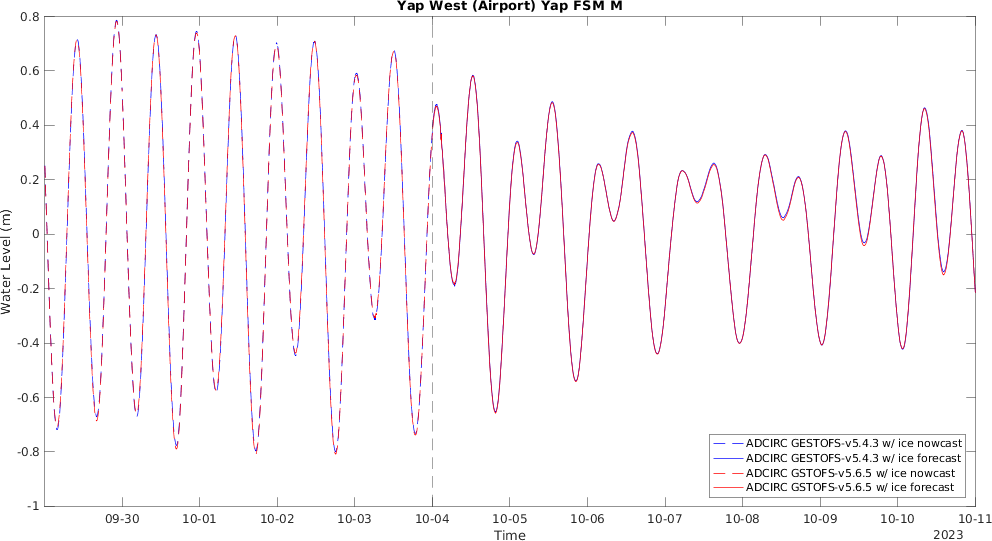 Yap West (Airport) Yap FSM M
Water Level (m)
0.8
0.6
0.4
0.2
0
-0.2
-0.4
-0.6
-0.8
-1
09-30 10-01 10-02 10-03 10-04 10-05 10-06 10-07 10-08 10-09 10-10 10-11
Time
2023
ADCIRC GESTOFS-v5.4.3 w/ ice nowcast
ADCIRC GESTOFS-v5.4.3 w/ ice forecast
ADCIRC GSTOFS-v5.6.5 w/ ice nowcast
ADCIRC GSTOFS-v5.6.5 w/ ice forecast